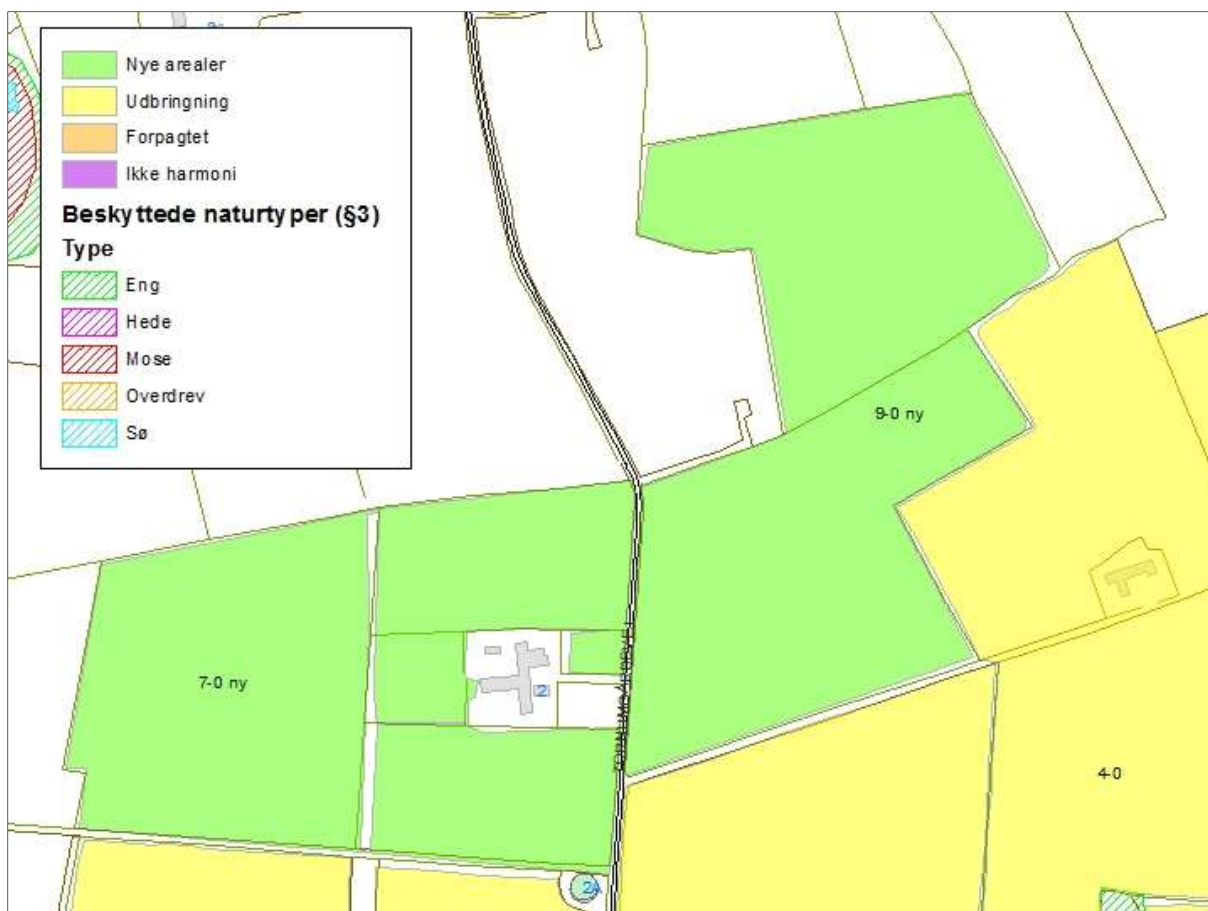 Nye arealer
Udbringning
Forpagtet
Ikke harmoni
Beskyttede naturtyper (§3)
Type
Eng
Hede
Mose
Overdrev
Sø
9-0 ny
7-0 ny
2
4-0
2A